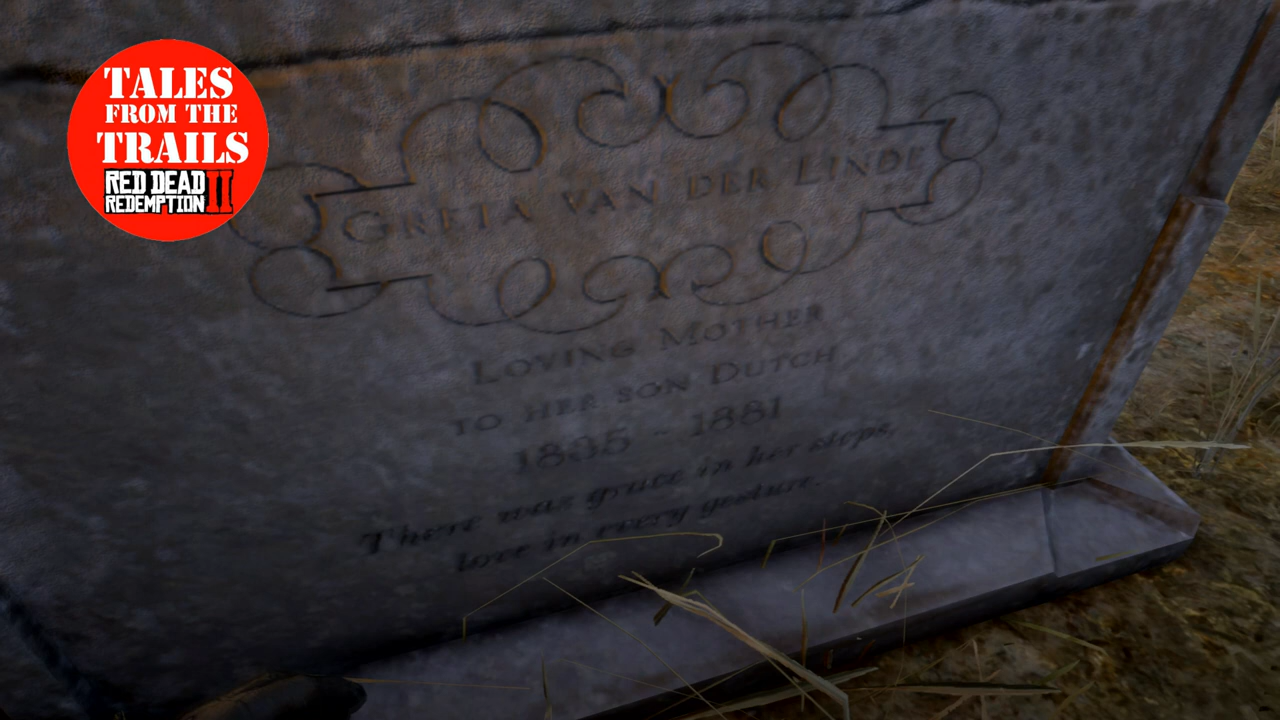 TALES
FROM THE
TRAILS
RED DEAD
REDEMPTION II
GRETA VAN DER LINDE
LOVING MOTHER
TO HER SON DUTCH
1835 - 1881
There was grace in her steps,
love in every gesture.